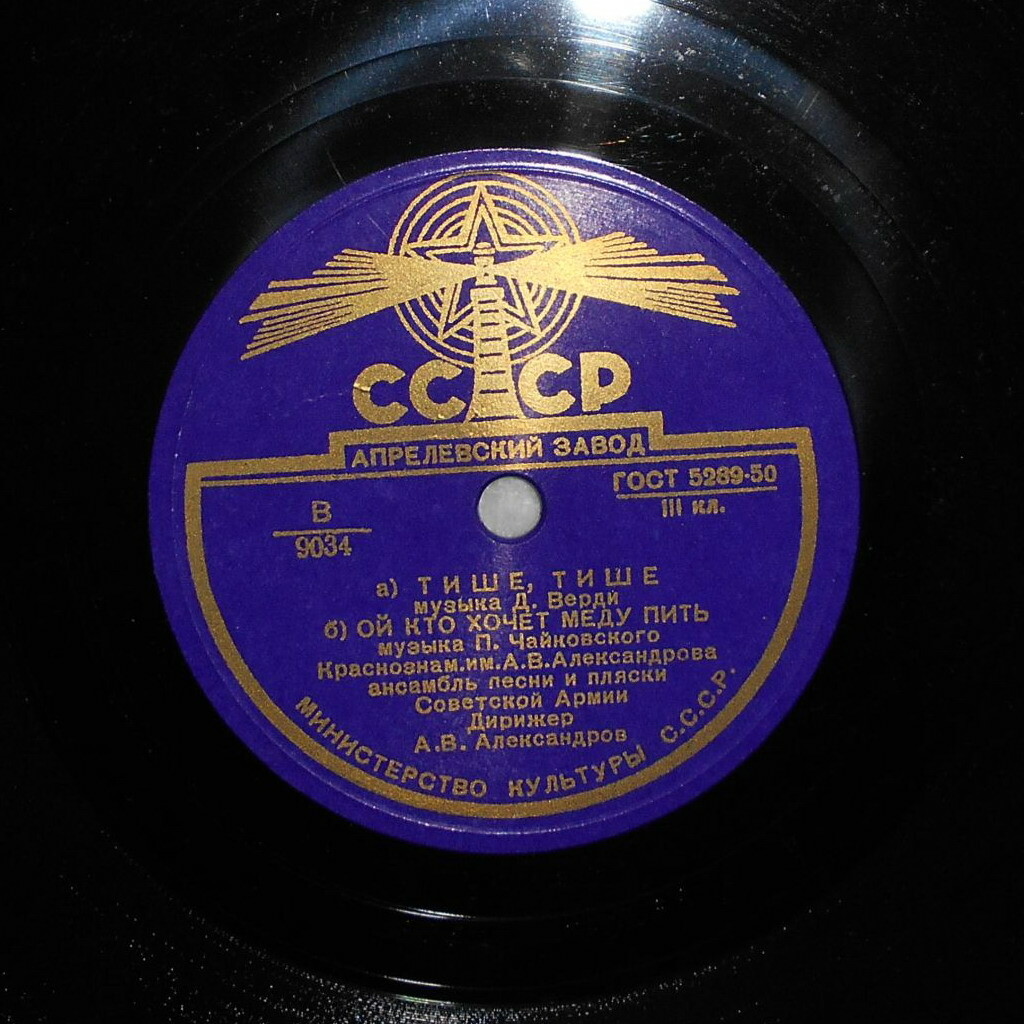 СССР
АПРЕЛЕВСКИЙ ЗАВОД
В
9034
ГОСТ 5289-50
III кл.
а) ТИШЕ, ТИШЕ
музыка Д. Верди
б) ОЙ КТО ХОЧЕТ МЕДУ ПИТЬ
музыка П. Чайковского
Краснознам.им.А.В.Александрова
ансамбль песни и пляски
Советской Армии
Дирижер
А.В. Александров
МИНИСТЕРСТВО КУЛЬТУРЫ С.С.С.Р.